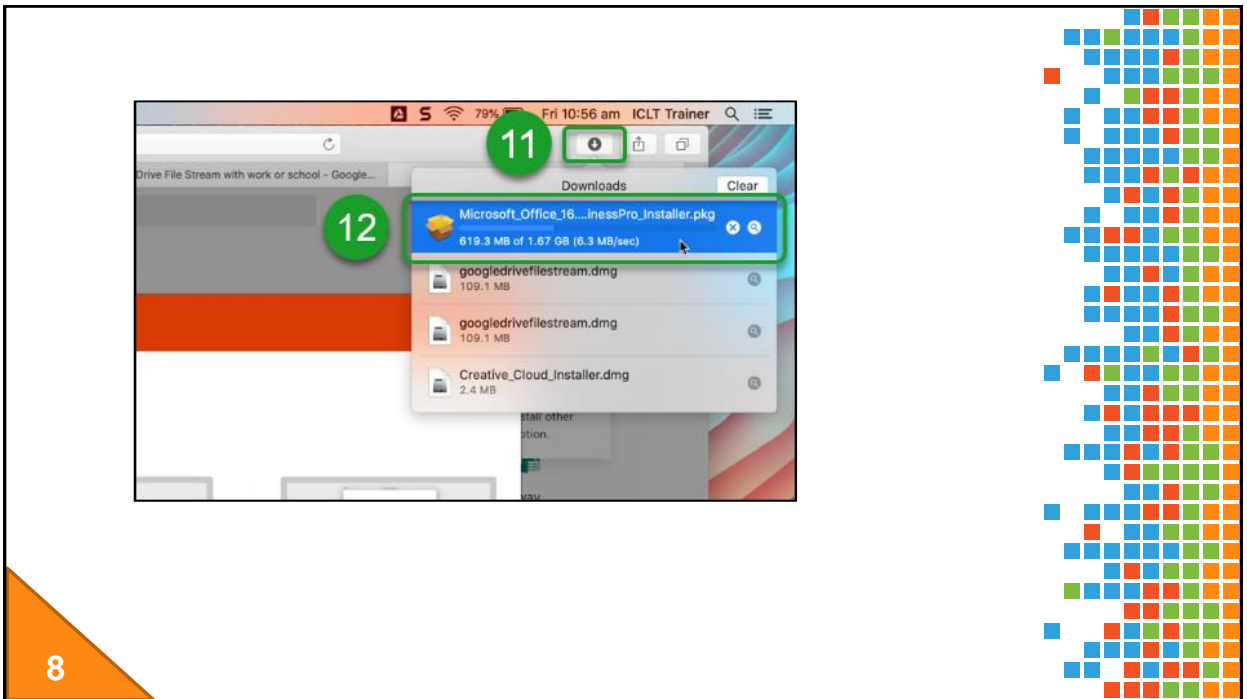 79% Fri 10:56 am ICLT Trainer
11
Drive File Stream with work or school - Google...
Downloads Clear
12
Microsoft_Office_16....inessPro_Installer.pkg
619.3 MB of 1.67 GB (6.3 MB/sec)
googledrivefilestream.dmg
109.1 MB
googledrivefilestream.dmg
109.1 MB
Creative_Cloud_Installer.dmg
2.4 MB
stall other
ption.
way
8